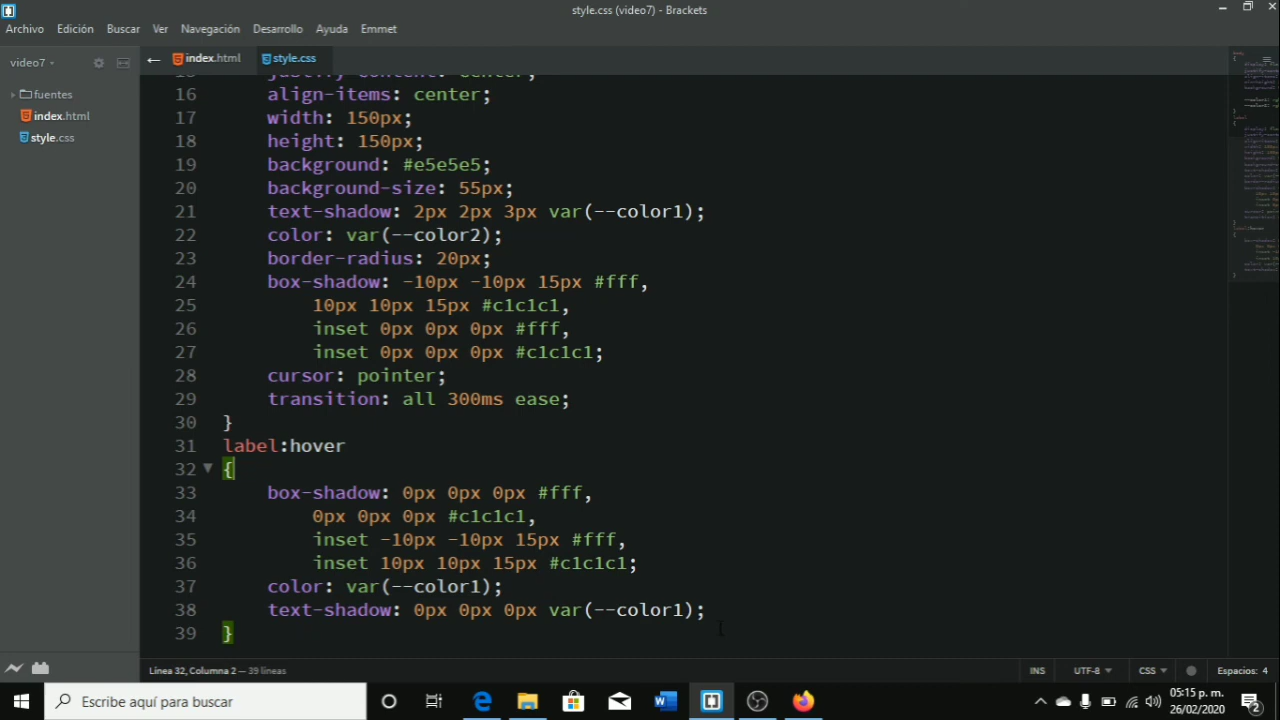 style.css (video7) - Brackets
Archivo Edición Buscar Ver Navegación Desarrollo Ayuda Emmet
video7
fuentes
index.html
style.css
index.html style.css
16 align-items: center;
17 width: 150px;
18 height: 150px;
19 background: #e5e5e5;
20 background-size: 55px;
21 text-shadow: 2px 2px 3px var(--color1);
22 color: var(--color2);
23 border-radius: 20px;
24 box-shadow: -10px -10px 15px #fff,
25 10px 10px 15px #c1c1c1,
26 inset 0px 0px 0px #fff,
27 inset 0px 0px 0px #c1c1c1;
28 cursor: pointer;
29 transition: all 300ms ease;
30 }
31 label:hover
32 {
33 box-shadow: 0px 0px 0px #fff,
34 0px 0px 0px #c1c1c1,
35 inset -10px -10px 15px #fff,
36 inset 10px 10px 15px #c1c1c1;
37 color: var(--color1);
38 text-shadow: 0px 0px 0px var(--color1);
39 }
Línea 32, Columna 2 — 39 líneas
INS UTF-8 CSS Espacios: 4
Escribe aquí para buscar
05:15 p. m.
26/02/2020
2